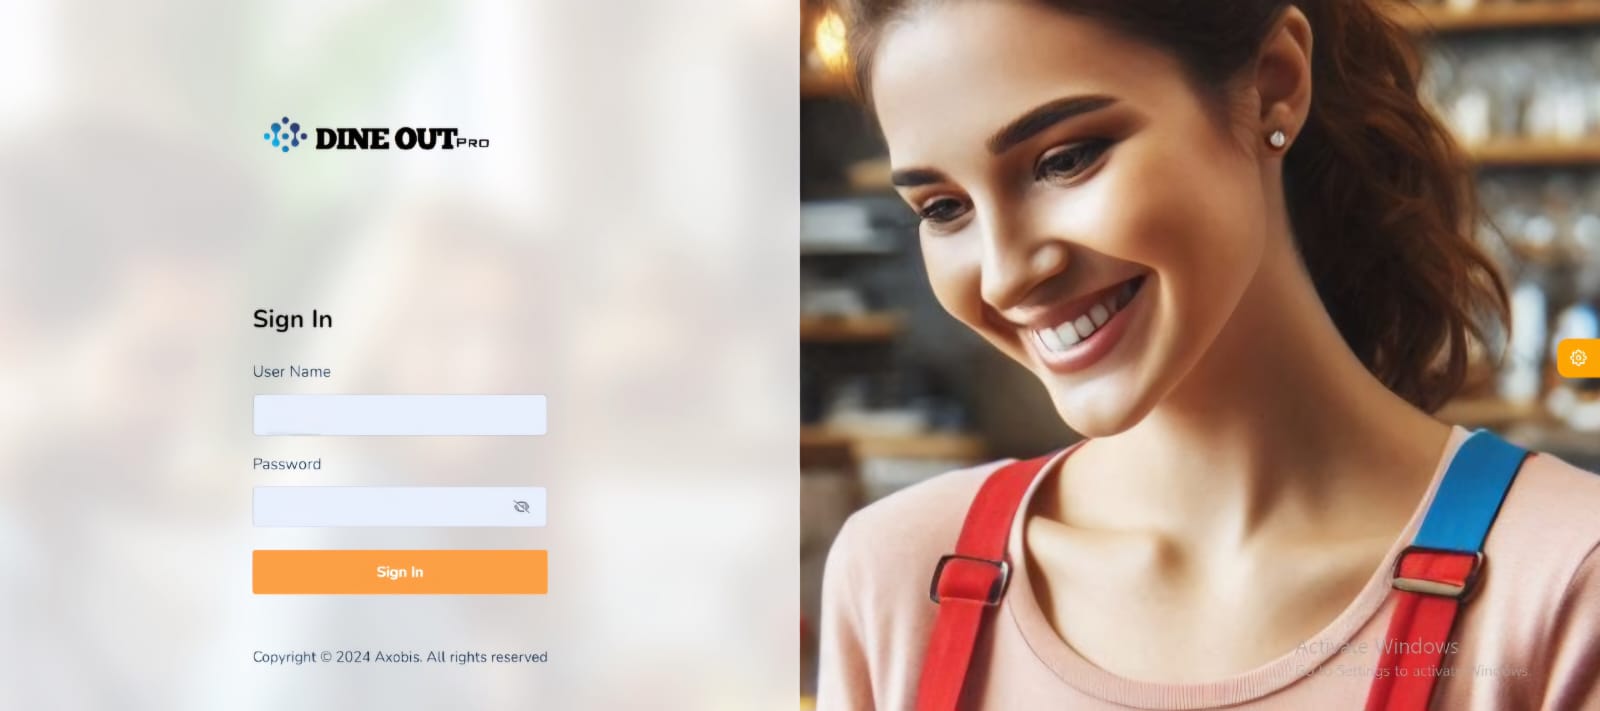 DINE OUT PRO
Sign In
User Name
Password
Sign In
Copyright © 2024 Axobis. All rights reserved
Activate Windows
Go to Settings to activate Windows.